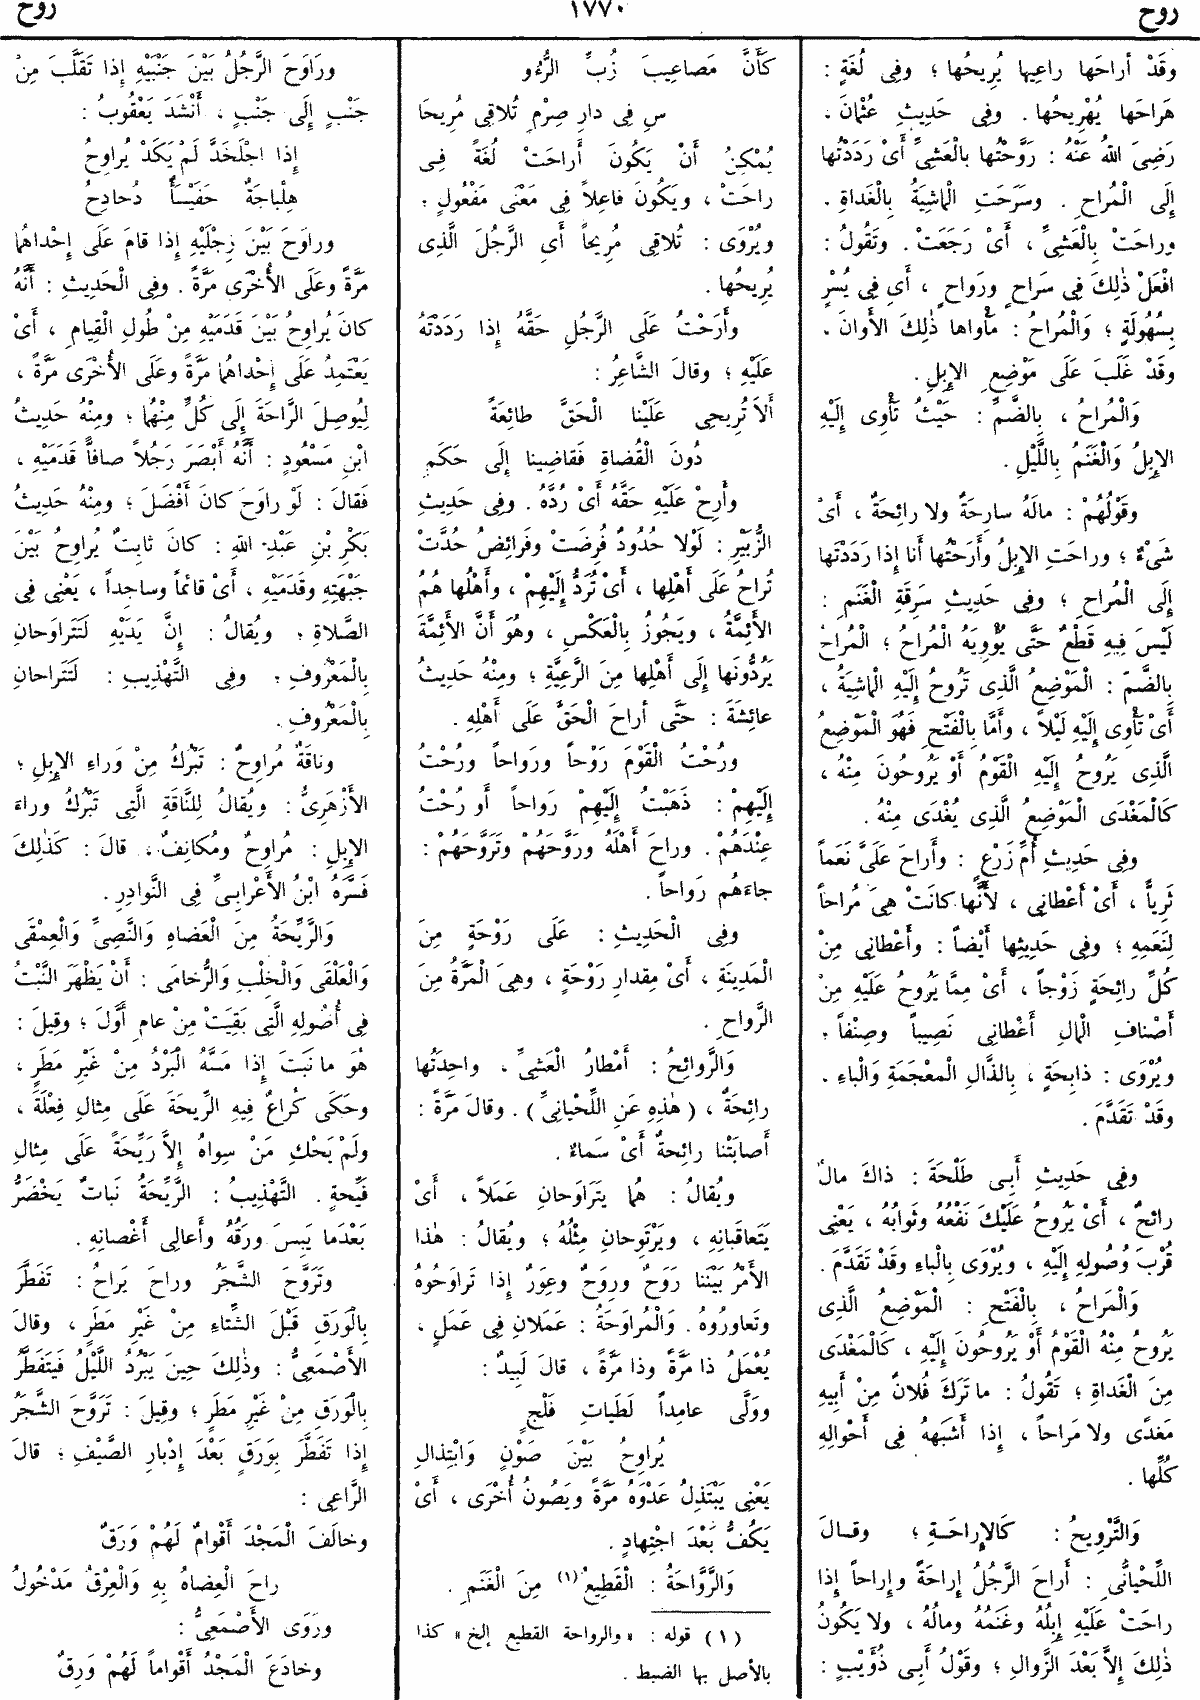 روح
١٧٧٠
روح
وقَدْ أراحَها راعِيها يُرِيحُها ؛ وفِى لُغَةٍ :
هَراحَها يُهْرِيحُها . وفِى حَدِيثِ عُثْمانَ ،
رَضِىَ اللهُ عَنْهُ : رَوَّحْتُها بالْعَشِىِّ أَىْ رَدَدْتُها
إِلَى الْمُراحِ . وسَرَحَتِ الْماشِيَةُ بِالْغَداةِ ،
وراحَتْ بِالْعَشِىِّ ، أَىْ رَجَعَتْ . وتَقُولُ :
افْعَلْ ذٰلِكَ فِى سَراحٍ ورَواحٍ ، أَى فِى يُسْرٍ
بِسُهُولَةٍ ؛ وَالْمُراحُ : مَأْواها ذٰلِكَ الأَوانَ ،
وقَدْ غَلَبَ عَلَى مَوْضِعِ الإِبِلِ .
وَالْمُراحُ ، بِالضَّمِّ : حَيْثُ تَأْوِى إِلَيْهِ
الإِبِلُ وَالْغَنَمُ بِاللَّيْلِ .
وقَوْلُهُمْ : مالَهُ سارِحَةٌ ولا رائِحَةٌ ، أَىْ
شَىْءٌ ؛ وراحَتِ الإِبِلُ وأَرَحْتُها أَنا إِذا رَدَدْتَها
إِلَى الْمُراحِ ؛ وفِى حَدِيثِ سَرِقَةِ الْغَنَمِ :
لَيْسَ فِيهِ قَطْعٌ حَتَّى يُؤْوِيَهُ الْمُراحُ ؛ الْمُراحُ
بِالضَّمِّ : الْمَوْضِعُ الَّذِى تَرُوحُ إِلَيْهِ الْماشِيَةُ ،
أَىْ تَأْوِى إِلَيْهِ لَيْلاً ، وأَمَّا بِالْفَتْحِ فَهُوَ الْمَوْضِعُ
الَّذِى يَرُوحُ إِلَيْهِ الْقَوْمُ أَوْ يَرُوحُونَ مِنْهُ ،
كَالْمَغْدَى الْمَوْضِعُ الَّذِى يُغْدَى مِنْهُ .
وفِى حَدِيثِ أُمِّ زَرْعٍ : وأَراحَ عَلَىَّ نَعَماً
ثَرِيًّا ، أَىْ أَعْطانِى ، لأَنَّها كانَتْ هِىَ مُراحاً
لِنَعَمِهِ ؛ وفِى حَدِيثِها أَيْضاً : وأَعْطانِى مِنْ
كُلِّ رائِحَةٍ زَوْجاً ، أَىْ مِمَّا يَرُوحُ عَلَيْهِ مِنْ
أَصْنافِ الْمالِ أَعْطانِى نَصِيباً وصِنْفاً ،
ويُرْوَى : ذابِحَةٍ ، بِالذَّالِ الْمعْجَمَةِ وَالْباءِ ،
وقَدْ تَقَدَّمَ .
وفِى حَدِيثِ أَبِى طَلْحَةَ : ذاكَ مالٌ
رائِحٌ ، أَىْ يَرُوحُ عَلَيْكَ نَفْعُهُ وثَوابُهُ ، يَعْنِى
قُرْبَ وُصُولِهِ إِلَيْهِ ، ويُرْوَى بِالْباءِ وقَدْ تَقَدَّمَ .
وَالْمَراحُ ، بِالْفَتْحِ : الْمَوْضِعُ الَّذِى
يَرُوحُ مِنْهُ الْقَوْمُ أَوْ يَرُوحُونَ إِلَيْهِ ، كَالْمَغْدَى
مِنَ الْغَداةِ ؛ تَقُولُ : ما تَرَكَ فُلانٌ مِنْ أَبِيهِ
مَغدًى ولا مَراحاً ، إِذا أَشْبَهَهُ فِى أَحْوالِهِ
كُلِّها .
وَالتَّرْوِيحُ : كَالإِراحَةِ ؛ وقالَ
اللِّحْيانِىُّ : أَراحَ الرَّجُلُ إِراحَةً وإِراحاً إِذا
راحَتْ عَلَيْهِ إِبِلُهُ وغَنَمُهُ ومالُهُ ، ولا يَكُونُ
ذٰلِكَ إِلاَّ بَعْدَ الزَّوالِ ؛ وقَوْلُ أَبِى ذُؤَيْبٍ :
كَأَنَّ مَصاعِيبَ زُبَّ الرُّءُو
سِ فِى دارِ صِرْمٍ تُلاقِى مُرِيحَا
يُمْكِنُ أَنْ يَكُونَ أَراحَتْ لُغَةً فِى
راحَتْ ، ويَكُونَ فاعِلاً فِى مَعْنَى مَفْعُولٍ ،
ويُرْوَى : تُلاقِى مُرِيحاً أَىِ الرَّجُلَ الَّذِى
يُرِيحُها .
وأَرَحْتُ عَلَى الرَّجُلِ حَقَّهُ إِذا رَدَدْتَهُ
عَلَيْهِ ؛ وقالَ الشَّاعِرُ :
أَلاَ تُرِيحِى عَلَيْنا الْحَقَّ طائِعَةً
دُونَ الْقُضاةِ فَقاضِينا إِلَى حَكَمِ
وأَرِحْ عَلَيْهِ حَقَّهُ أَىْ رُدَّهُ . وفِى حَدِيثِ
الزُّبَيْرِ : لَوْلا حُدُودٌ فُرِضَتْ وفَرائِضُ حُدَّتْ
تُراحُ عَلَى أَهْلِها ، أَىْ تُرَدُّ إِلَيْهِمْ ، وأَهْلُها هُمُ
الأَئِمَّةُ ، ويَجُوزُ بِالْعَكْسِ ، وهُوَ أَنَّ الأَئِمَّةَ
يَرُدُّونَها إِلَى أَهْلِها مِنَ الرَّعِيَّةِ ؛ ومِنْهُ حَدِيثُ
عائِشَةَ : حَتَّى أَراحَ الْحَقَّ عَلَى أَهْلِهِ .
ورُحْتُ الْقَوْمَ رَوْحاً ورَواحاً ورُحْتُ
إِلَيْهِمْ : ذَهَبْتُ إِلَيْهِمْ رَواحاً أَو رُحْتُ
عِنْدَهُمْ . وراحَ أَهْلَهُ ورَوَّحَهُمْ وتَرَوَّحَهُمْ :
جاءَهُم رَواحاً .
وفِى الْحَدِيثِ : عَلَى رَوْحَةٍ مِنَ
الْمَدِينَةِ ، أَىْ مِقدارِ رَوْحَةٍ ، وهِىَ الْمَرَّةُ مِنَ
الرَّواحِ .
وَالرَّوائِحُ : أَمْطارُ الْعَشِىِّ ، واحِدَتُها
رائِحَةٌ ، ( هٰذِهِ عَنِ اللِّحْيانِىِّ ) . وقالَ مَرَّةً :
أَصابَتْنا رائِحَةٌ أَىْ سَماءٌ .
ويُقالُ : هُما يَتَرَاوَحانِ عَمَلاً ، أَىْ
يَتَعاقَبانِهِ ، ويَرْتَوِحانِ مِثْلُهُ ؛ ويُقالُ : هٰذا
الأَمْرُ بَيْنَنا رَوَحٌ ورِوَحٌ وعِوَرٌ إِذا تَراوَحُوهُ
وتَعاوَرُوهُ . وَالْمُراوَحَةُ : عَمَلانِ فِى عَمَلٍ ،
يُعْمَلُ ذا مَرَّةً وذا مَرَّةً ، قالَ لَبِيدٌ :
ووَلَّى عامِداً لَطَياتِ فَلْجٍ
يُراوِحُ بَيْنَ صَوْنٍ وَابْتِذالِ
يَعْنِى يَبْتَذِلُ عَدْوَهُ مَرَّةً ويَصُونُ أُخْرَى ، أَىْ
يَكُفُّ بَعْدَ اجْتِهادٍ .
وَالرَّوَّاحَةُ : الْقَطِيعُ (١) مِنَ الْغَنَمِ .
(١) قوله : « والرواحة القطيع إلخ » كذا
بالأصل بها الضبط .
ورَاوَحَ الرَّجُلُ بَيْنَ جَنْبَيْهِ إِذا تَقَلَّبَ مِنْ
جَنْبٍ إِلَى جَنْبٍ ، أَنْشَدَ يَعْقُوبُ :
إِذا اجْلَخَدَّ لَمْ يَكَدْ يُراوِحُ
هِلْباجَةٌ حَفَيْسَأٌ دُحادِحُ
وراوَحَ بَيْنَ رِجْلَيْهِ إِذا قامَ عَلَى إِحْداهُما
مَرَّةً وعَلَى الأُخْرَى مَرَّةً . وفِى الْحَدِيثِ : أَنَّهُ
كانَ يُراوِحُ بَيْنَ قَدَمَيْهِ مِنْ طُولِ الْقِيامِ ، أَىْ
يَعْتَمِدُ عَلَى إِحْداهُما مَرَّةً وعَلَى الأُخْرَى مَرَّةً ،
لِيُوصِلَ الرَّاحَةَ إِلَى كُلٍّ مِنْهُما ؛ ومِنْهُ حَدِيثُ
ابْنِ مَسْعُودٍ : أَنَّهُ أَبْصَرَ رَجُلاً صافًّا قَدَمَيْهِ ،
فَقالَ : لَوْ راوَحَ كانَ أَفْضَلَ ؛ ومِنْهُ حَدِيثُ
بَكْرِ بْنِ عَبْدِ اللهِ : كانَ ثابِتٌ يُراوِحُ بَيْنَ
جَبْهَتِهِ وقَدَمَيْهِ ، أَىْ قائِماً وساجِداً ، يَعْنِى فِى
الصَّلاةِ ؛ ويُقالُ : إِنَّ يَدَيْهِ لَتَتَراوَحانِ
بِالْمَعْرُوفِ ؛ وفِى التَّهْذِيبِ : لَتَتَراحانِ
بِالْمَعْرُوفِ .
وناقَةٌ مُراوِحٌ : تَبْرُكُ مِنْ وَراءِ الإِبِلِ ؛
الأَزْهَرِىُّ : ويُقالُ لِلنَّاقَةِ الَّتِى تَبْرُكُ وراءَ
الإِبِلِ : مُراوِحٌ ومُكانِفٌ ، قالَ : كَذٰلِكَ
فَسَّرَهُ ابْنُ الأَعْرابِىِّ فِى النَّوادِرِ .
وَالرَّيِّحَةُ مِنَ الْعَضاهِ وَالنَّصِىِّ وَالْعِمْقَى
وَالْعَلْقَى وَالْخِلْبِ وَالرُّخامَى : أَنْ يَظْهَرَ النَّبْتُ
فِى أُصُولِهِ الَّتِى بَقِيَتْ مِنْ عامِ أَوَّلَ ؛ وقِيلَ :
هُوَ ما نَبَتَ إِذا مَسَّهُ الْبَرْدُ مِنْ غَيْرِ مَطَرٍ ،
وحَكَى كُراعٌ فِيهِ الرِّيحَةَ عَلَى مِثالِ فِعْلَةَ ،
ولَمْ يَحْكِ مَنْ سِواهُ إِلاَّ رَيِّحَةً عَلَى مِثالِ
فَيِّحةٍ . التَّهْذِيبُ : الرَّيِّحَةُ نَباتٌ يَخْضَرُّ
بَعْدَمَا يَبِسَ ورَقُهُ وأَعالِى أَغْصانِهِ .
وتَرَوَّحَ الشَّجَرُ وراحَ يَراحُ : تَفَطَّرَ
بِالْوَرَقِ قَبْلَ الشِّتاءِ مِنْ غَيْرِ مَطَرٍ ، وقالَ
الأَصْمَعِىُّ : وذٰلِكَ حِينَ يَبْرُدُ اللَّيْلُ فَيَتَفَطَّرُ
بِالْوَرَقِ مِنْ غَيْرِ مَطَرٍ ؛ وقِيلَ : تَرَوَّحَ الشَّجَرُ
إِذا تَفَطَّرَ بِوَرَقٍ بَعْدَ إِدْبارِ الصَّيْفِ ؛ قالَ
الرَّاعِى :
وخالَفَ الْمَجْدَ أَقْوامٌ لَهُمْ وَرَقٌ
راحَ الْعِضاهُ بِهِ وَالْعِرْقُ مَدْخُولُ
ورَوَى الأَصْمَعِىُّ :
وخادَعَ الْمَجْدُ أَقْواماً لَهُمْ وَرِقٌ